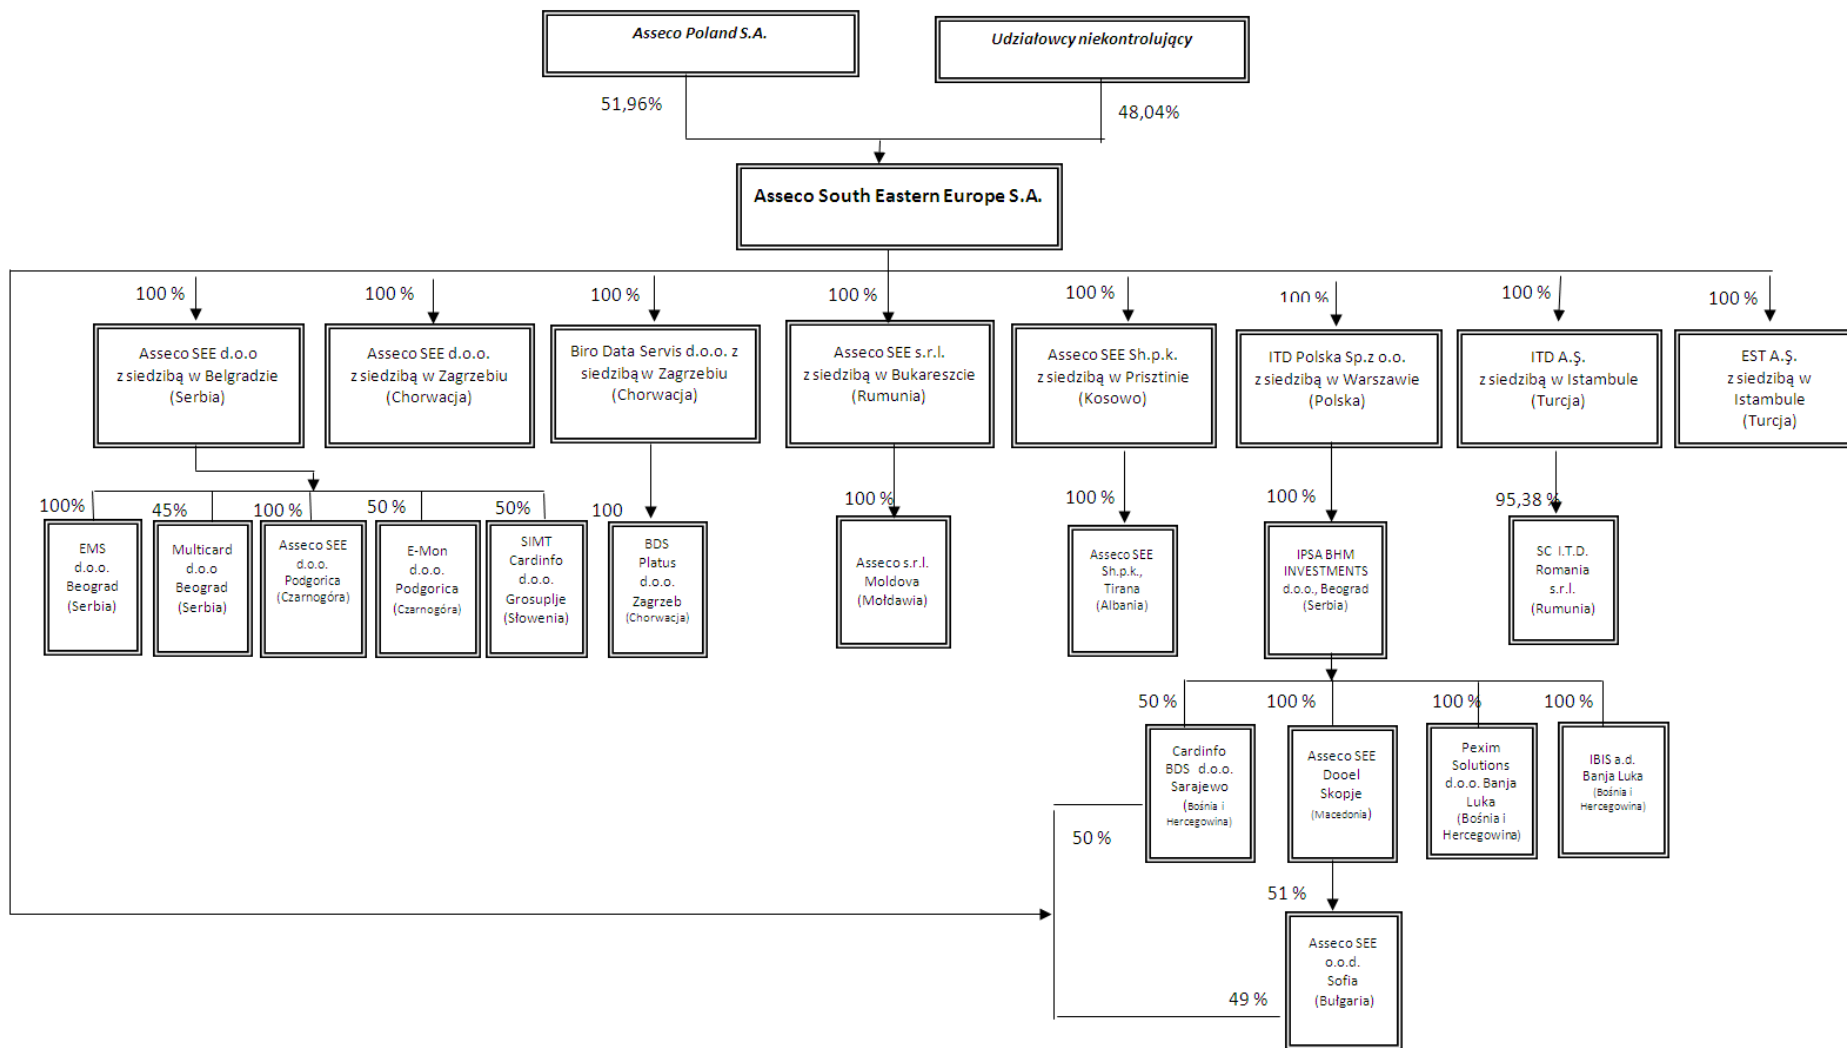 Asseco Poland S.A.
Udziałowcy niekontrolujący
51,96%
48,04%
Asseco South Eastern Europe S.A.
100 %
100 %
100 %
100 %
100 %
100 %
100 %
100 %
Asseco SEE d.o.o
z siedzibą w Belgradzie
(Serbia)
Asseco SEE d.o.o.
z siedzibą w Zagrzebiu
(Chorwacja)
Biro Data Servis d.o.o. z
siedzibą w Zagrzebiu
(Chorwacja)
Asseco SEE s.r.l.
z siedzibą w Bukareszcie
(Rumunia)
Asseco SEE Sh.p.k.
z siedzibą w Prisztinie
(Kosowo)
ITD Polska Sp.z o.o.
z siedzibą w Warszawie
(Polska)
ITD A.Ş.
z siedzibą w Istambule
(Turcja)
EST A.Ş.
z siedzibą w
Istambule
(Turcja)
100%
45%
100 %
50 %
50%
100
100 %
100 %
100 %
95,38 %
EMS
d.o.o.
Beograd
(Serbia)
Multicard
d.o.o
Beograd
(Serbia)
Asseco SEE
d.o.o.
Podgorica
(Czarnogóra)
E-Mon
d.o.o.
Podgorica
(Czarnogóra)
SIMT
Cardinfo
d.o.o.
Grosuplje
(Słowenia)
BDS
Platus
d.o.o.
Zagrzeb
(Chorwacja)
Asseco s.r.l.
Moldova
(Mołdawia)
Asseco SEE
Sh.p.k.,
Tirana
(Albania)
IPSA BHM
INVESTMENTS
d.o.o., Beograd
(Serbia)
SC I.T.D.
Romania
s.r.l.
(Rumunia)
50 %
100 %
100 %
100 %
Cardinfo
BDS d.o.o.
Sarajewo
(Bośnia i
Hercegowina)
Asseco SEE
Dooel
Skopje
(Macedonia)
Pexim
Solutions
d.o.o. Banja
Luka
(Bośnia i
Hercegowina)
IBIS a.d.
Banja Luka
(Bośnia i
Hercegowina)
50 %
51 %
Asseco SEE
o.o.d.
Sofia
(Bułgaria)
49 %